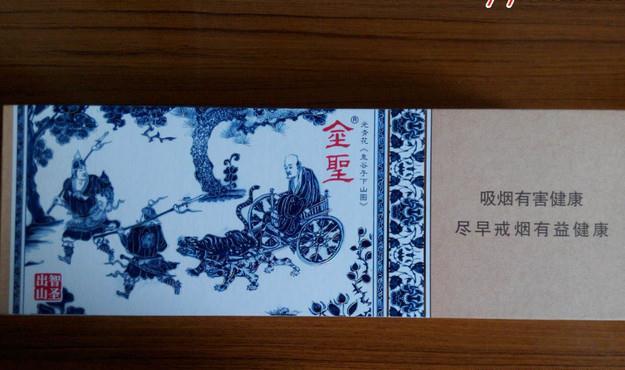 金聖®
元青花《鬼谷子下山图》
吸烟有害健康
尽早戒烟有益健康
智圣
出山